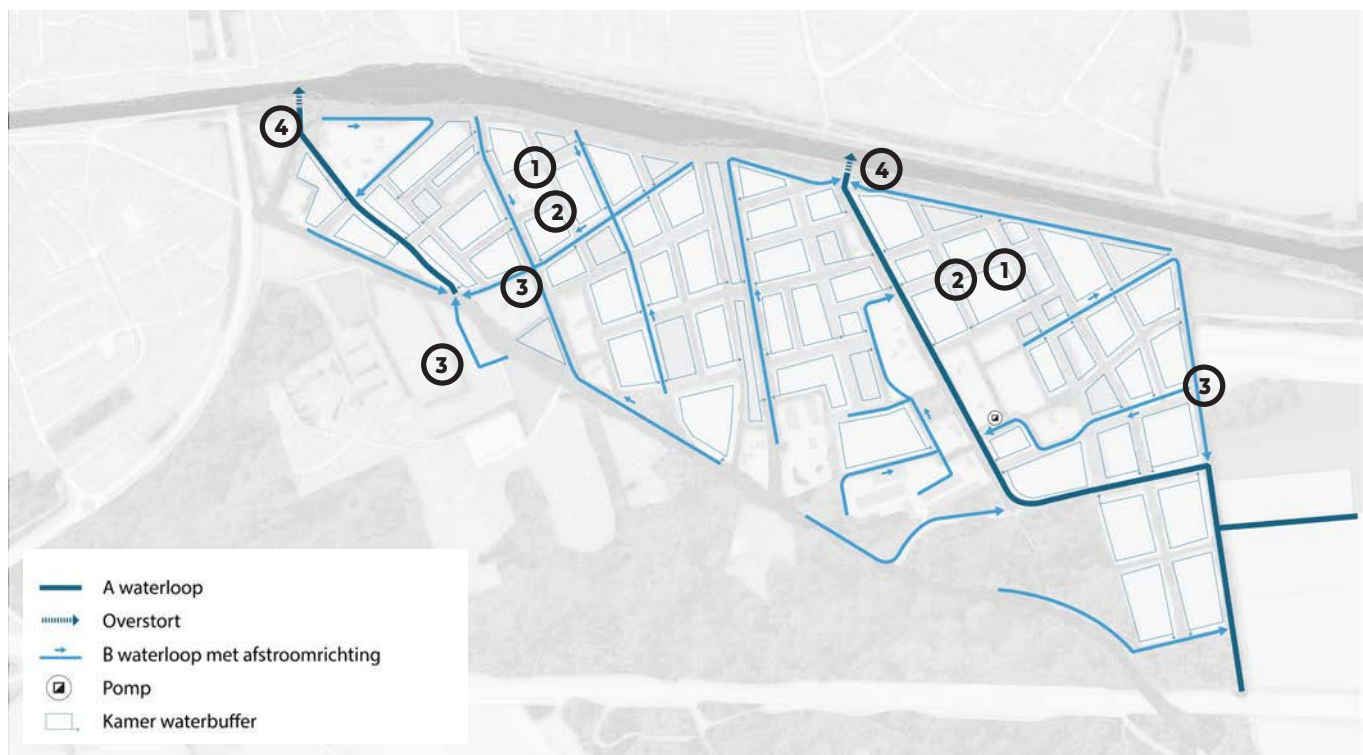 4
1
4
2
2
1
3
3
3
A waterloop
Overstort
B waterloop met afstroomrichting
Pomp
Kamer waterbuffer